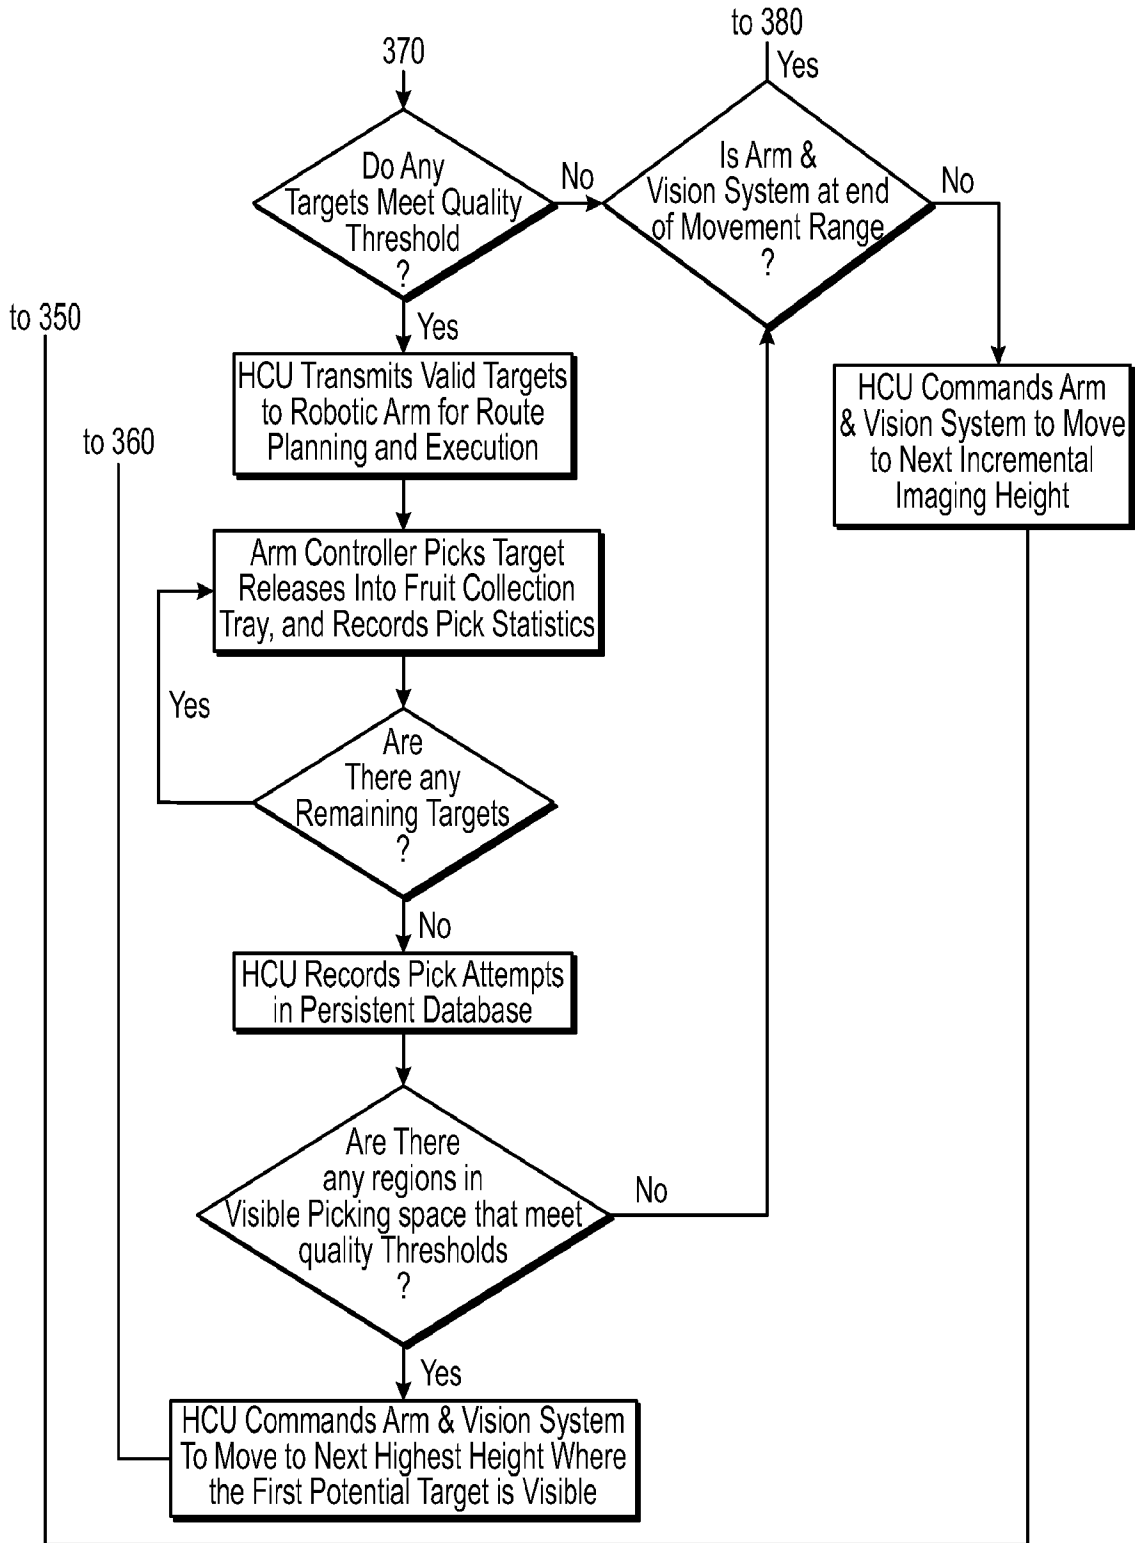 to 380
370
Yes
Do Any
Targets Meet Quality
Threshold
?
No
Is Arm &
Vision System at end
of Movement Range
?
No
to 350
Yes
HCU Transmits Valid Targets
to Robotic Arm for Route
Planning and Execution
HCU Commands Arm
& Vision System to Move
to Next Incremental
Imaging Height
to 360
Arm Controller Picks Target
Releases Into Fruit Collection
Tray, and Records Pick Statistics
Yes
Are
There any
Remaining Targets
?
No
HCU Records Pick Attempts
in Persistent Database
Are There
any regions in
Visible Picking space that meet
quality Thresholds
?
No
Yes
HCU Commands Arm & Vision System
To Move to Next Highest Height Where
the First Potential Target is Visible